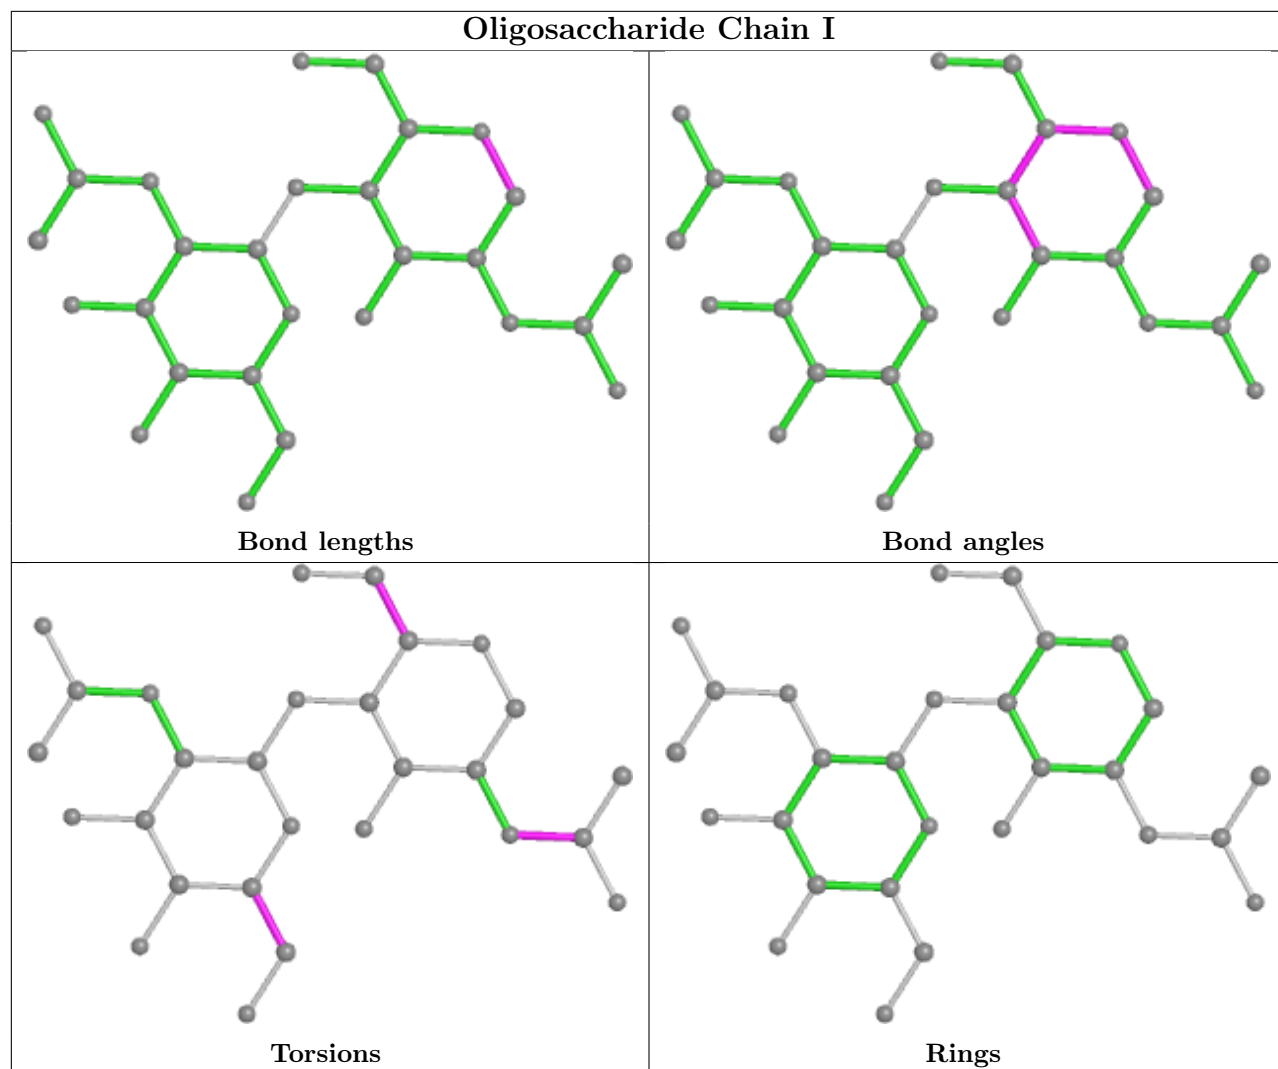 Oligosaccharide Chain I
Bond lengths
Bond angles
Torsions
Rings